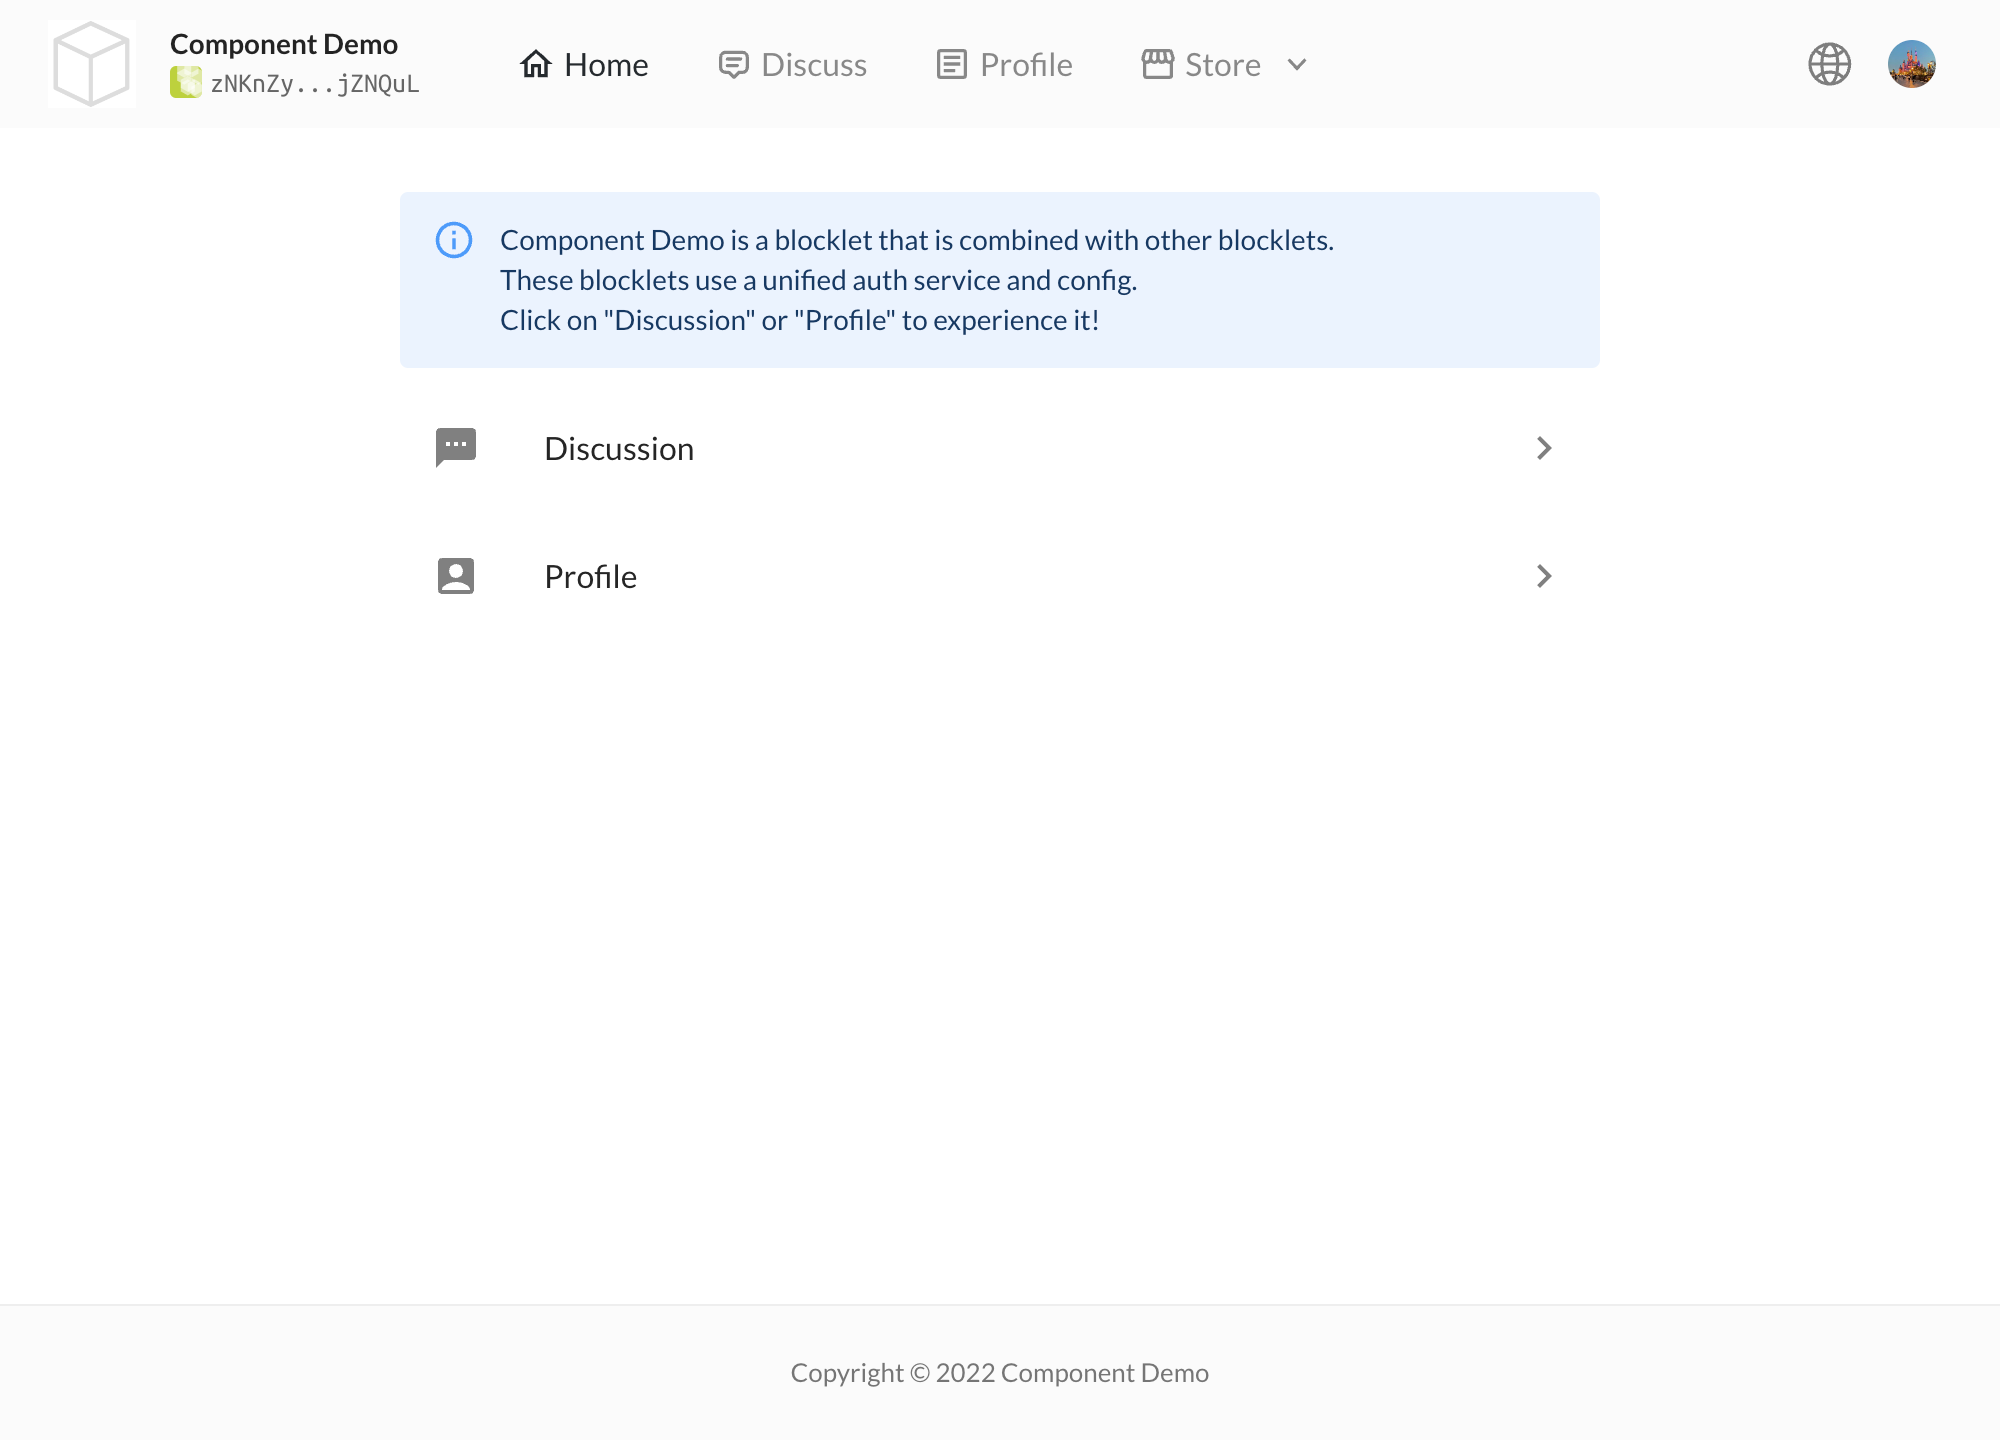 Component Demo
zNKnZy...jZNQuL
Home
Discuss
Profile
Store
Component Demo is a blocklet that is combined with other blocklets.
These blocklets use a unified auth service and config.
Click on "Discussion" or "Profile" to experience it!
Discussion
Profile
Copyright © 2022 Component Demo